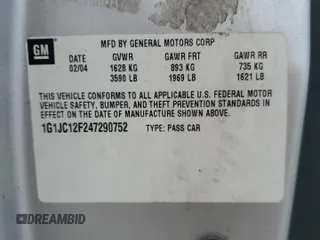 GM
MFD BY GENERAL MOTORS CORP
DATE GVWR GAWR FRT GAWR RR
02/04 1628 KG 893 KG 735 KG
3590 LB 1969 LB 1621 LB
THIS VEHICLE CONFORMS TO ALL APPLICABLE U.S. FEDERAL MOTOR
VEHICLE SAFETY, BUMPER, AND THEFT PREVENTION STANDARDS
IN EFFECT ON THE DATE OF MANUFACTURE SHOWN ABOVE.
1G1JC12F247290752 TYPE: PASS CAR
DREAMBID